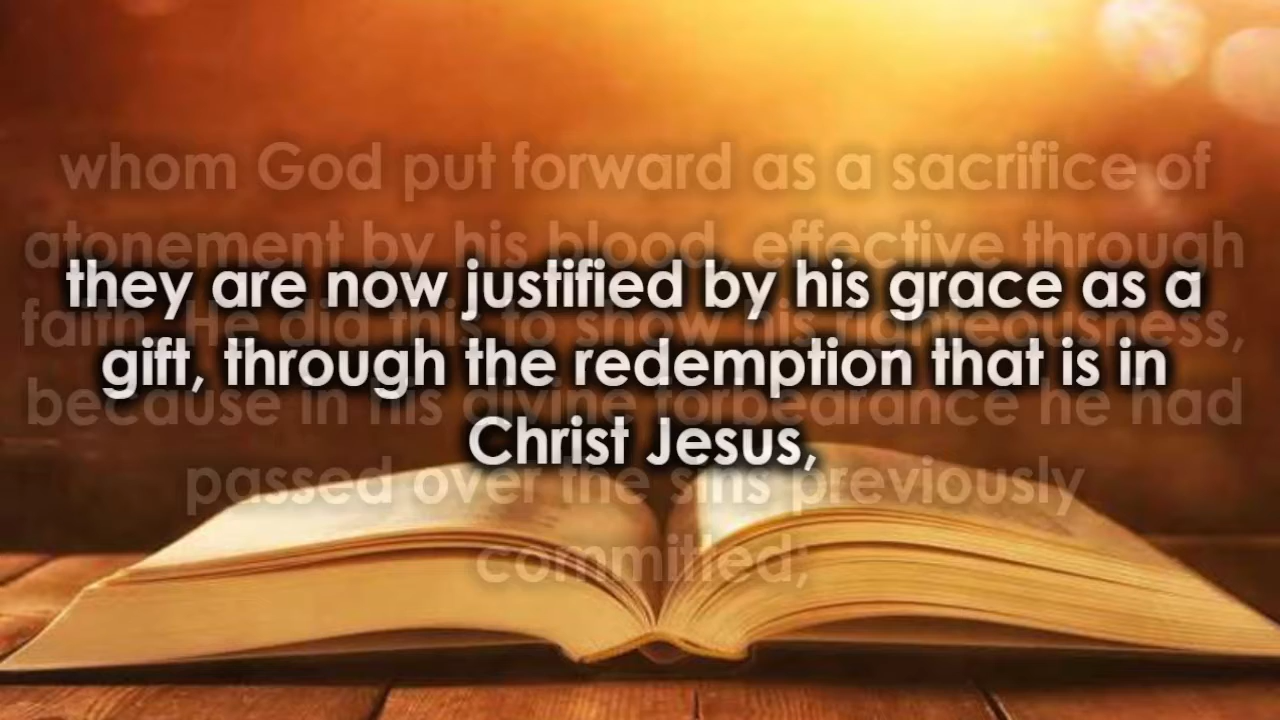 they are now justified by his grace as a
gift, through the redemption that is in
Christ Jesus,
whom God put forward as a sacrifice of
atonement by his blood, effective through
faith. He did this to show his righteousness,
because in his divine forbearance he had
passed over the sins previously
committed;